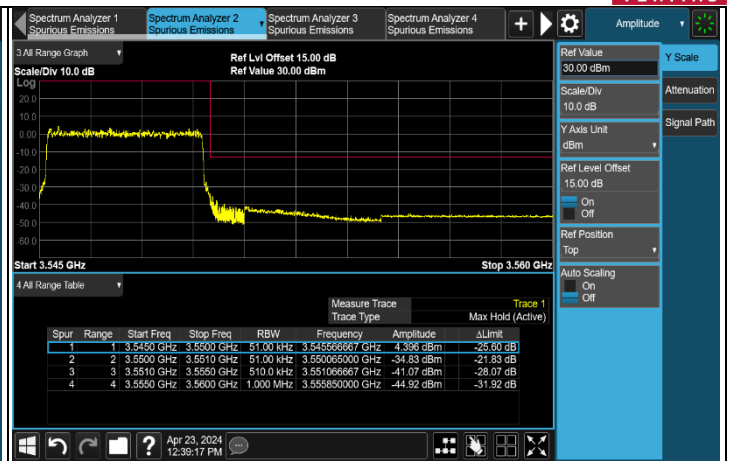 Spectrum Analyzer 1 Spurious Emissions
Spectrum Analyzer 2 Spurious Emissions
Spectrum Analyzer 3 Spurious Emissions
Spectrum Analyzer 4 Spurious Emissions
+
Amplitude
3 All Range Graph
Ref Lvl Offset 15.00 dB
Scale/Div 10.0 dB
Ref Value 30.00 dBm
Log
20.0
10.0
0.00
-10.0
-20.0
-30.0
-40.0
-50.0
-60.0
Start 3.545 GHz
Stop 3.560 GHz
4 All Range Table
Measure Trace Trace 1
Trace Type Max Hold (Active)
Spur Range Start Freq Stop Freq RBW Frequency Amplitude ΔLimit
1 1 3.5450 GHz 3.5500 GHz 51.00 kHz 3.545566667 GHz 4.396 dBm -25.60 dB
2 2 3.5500 GHz 3.5510 GHz 51.00 kHz 3.550065000 GHz -34.83 dBm -21.83 dB
3 3 3.5510 GHz 3.5550 GHz 510.0 kHz 3.551066667 GHz -41.07 dBm -28.07 dB
4 4 3.5550 GHz 3.5600 GHz 1.000 MHz 3.555850000 GHz -44.92 dBm -31.92 dB
?
Apr 23, 2024
12:39:17 PM
Ref Value
30.00 dBm
Scale/Div
10.0 dB
Y Axis Unit
dBm
Ref Level Offset
15.00 dB
On
Off
Ref Position
Top
Auto Scaling
On
Off
Y Scale
Attenuation
Signal Path